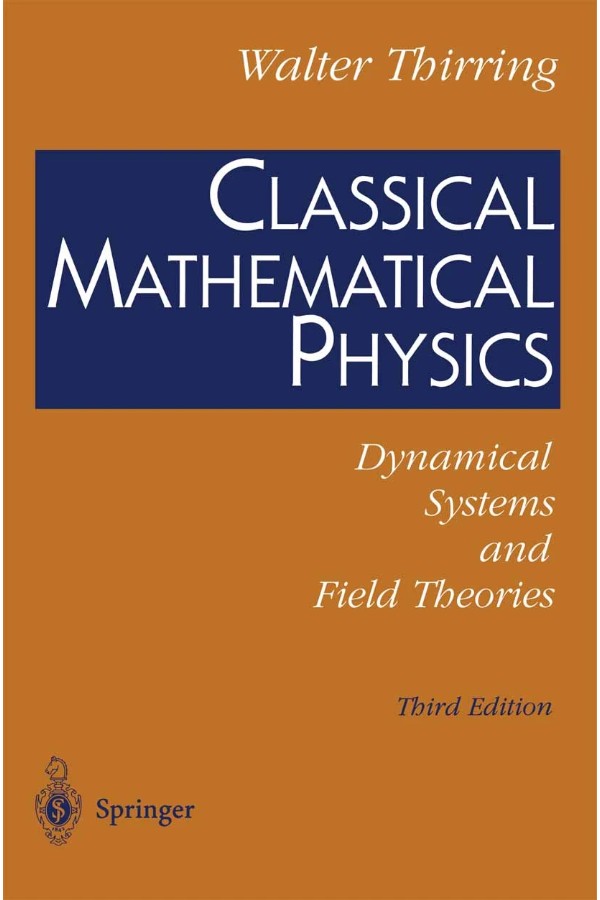 Walter Thirring
CLASSICAL
MATHEMATICAL
PHYSICS
Dynamical
Systems
and
Field Theories
Third Edition
Springer